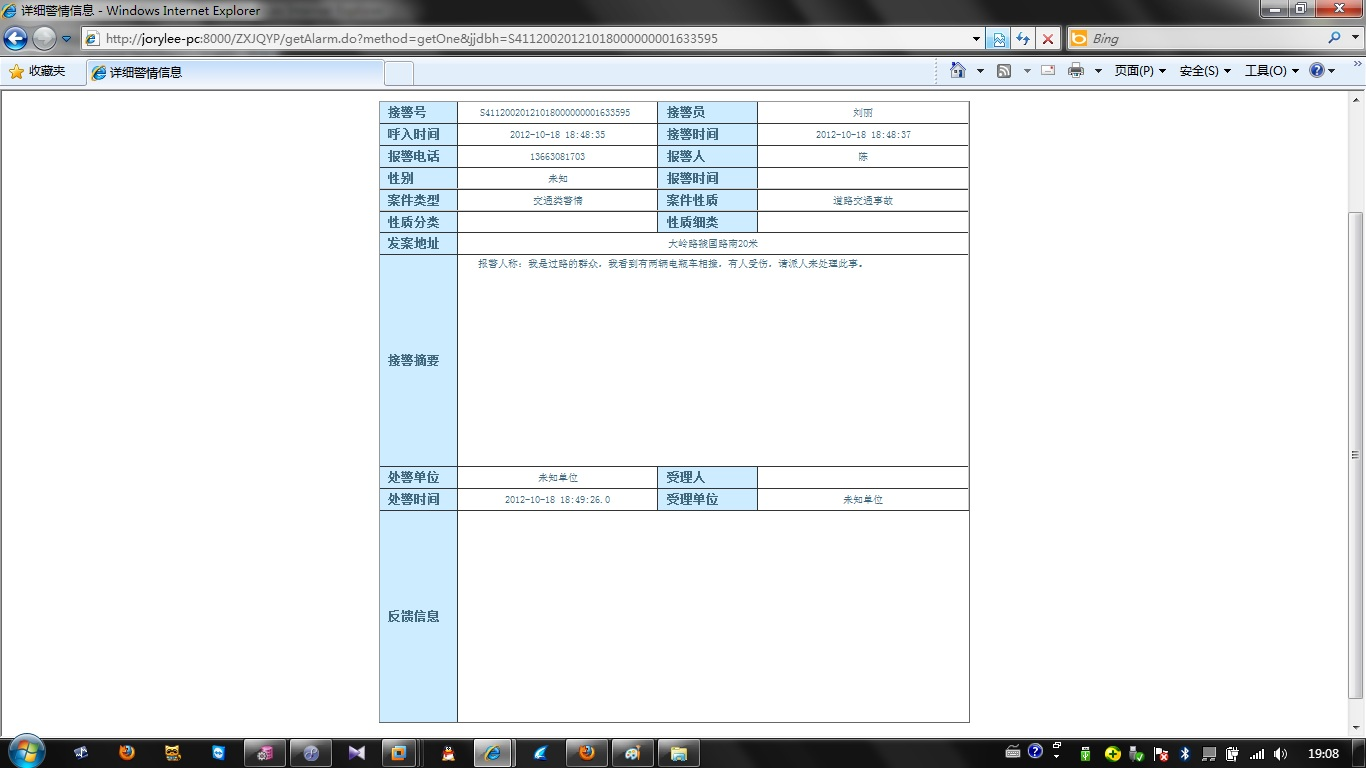 详细警情信息 - Windows Internet Explorer
http://jorylee-pc:8000/ZXJQYP/getAlarm.do?method=getOne&jjdbh=S41120020121018000000001633595
Bing
收藏夹
详细警情信息
页面(P)
安全(S)
工具(O)
接警号 S41120020121018000000001633595 接警员 刘丽
呼入时间 2012-10-18 18:48:35 接警时间 2012-10-18 18:48:37
报警电话 13663081703 报警人 陈
性别 未知 报警时间
案件类型 交通类警情 案件性质 道路交通事故
性质分类 性质细类
发案地址 大岭路陵园路南20米
报警人称：我是过路的群众，我看到有两辆电瓶车相撞，有人受伤，请派人来处理此事。
接警摘要
处警单位 未知单位 受理人
处警时间 2012-10-18 18:49:26.0 受理单位 未知单位
反馈信息
19:08